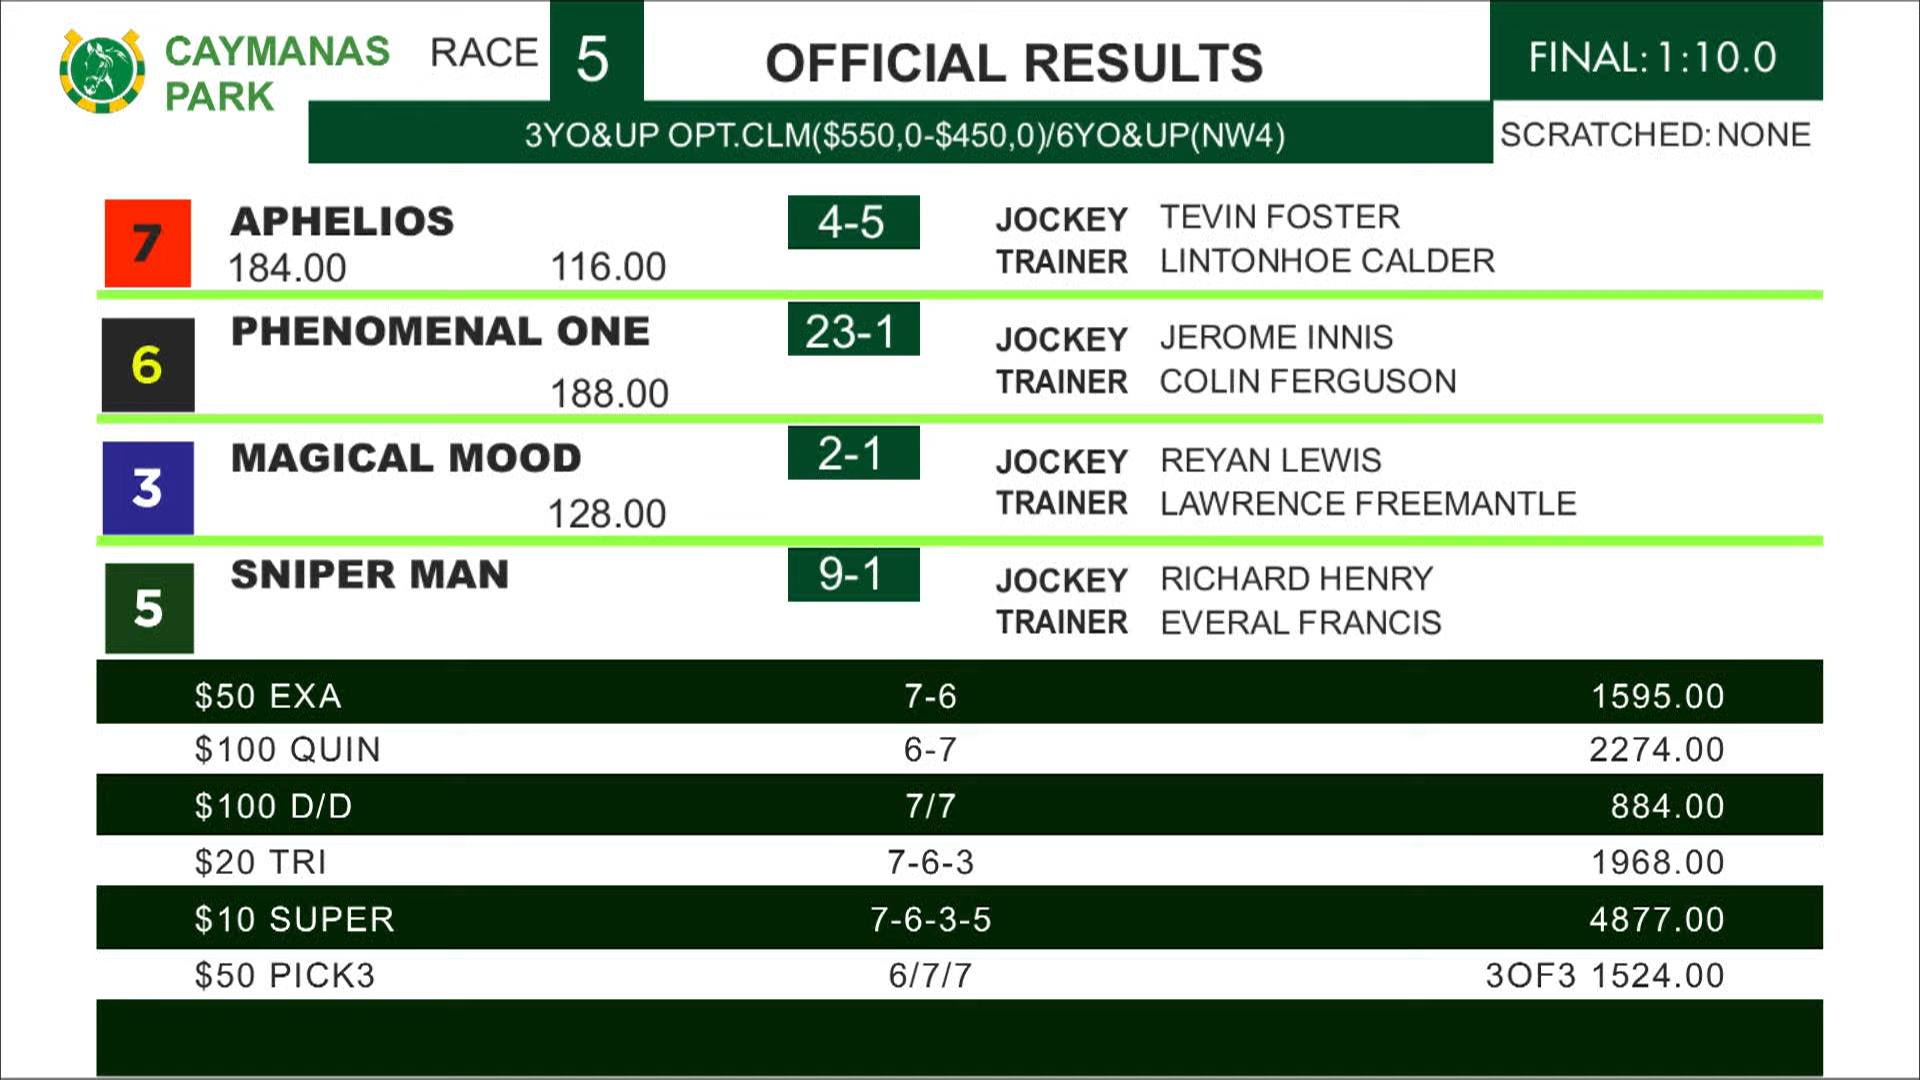 CAYMANAS PARK
RACE 5
OFFICIAL RESULTS
FINAL: 1:10.0
3YO&UP OPT.CLM($550,0-$450,0)/6YO&UP(NW4)
SCRATCHED: NONE
7 APHELIOS 4-5 JOCKEY TEVIN FOSTER
184.00 116.00 TRAINER LINTONHOE CALDER
6 PHENOMENAL ONE 23-1 JOCKEY JEROME INNIS
188.00 TRAINER COLIN FERGUSON
3 MAGICAL MOOD 2-1 JOCKEY REYAN LEWIS
128.00 TRAINER LAWRENCE FREEMANTLE
5 SNIPER MAN 9-1 JOCKEY RICHARD HENRY
TRAINER EVERAL FRANCIS
$50 EXA 7-6 1595.00
$100 QUIN 6-7 2274.00
$100 D/D 7/7 884.00
$20 TRI 7-6-3 1968.00
$10 SUPER 7-6-3-5 4877.00
$50 PICK3 6/7/7 3OF3 1524.00